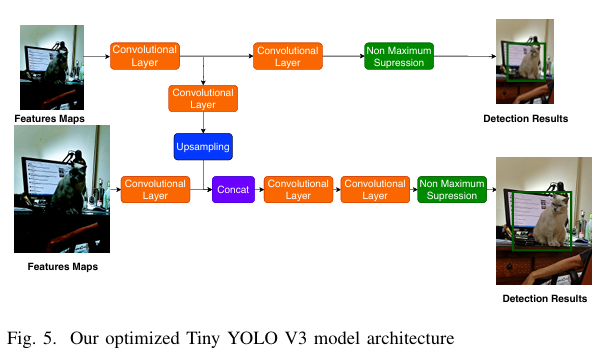 Convolutional
Layer
Convolutional
Layer
Non Maximum
Supression
Features Maps
Detection Results
Convolutional
Layer
Upsampling
Convolutional
Layer
Concat
Convolutional
Layer
Convolutional
Layer
Non Maximum
Supression
Features Maps
Detection Results
Fig. 5. Our optimized Tiny YOLO V3 model architecture